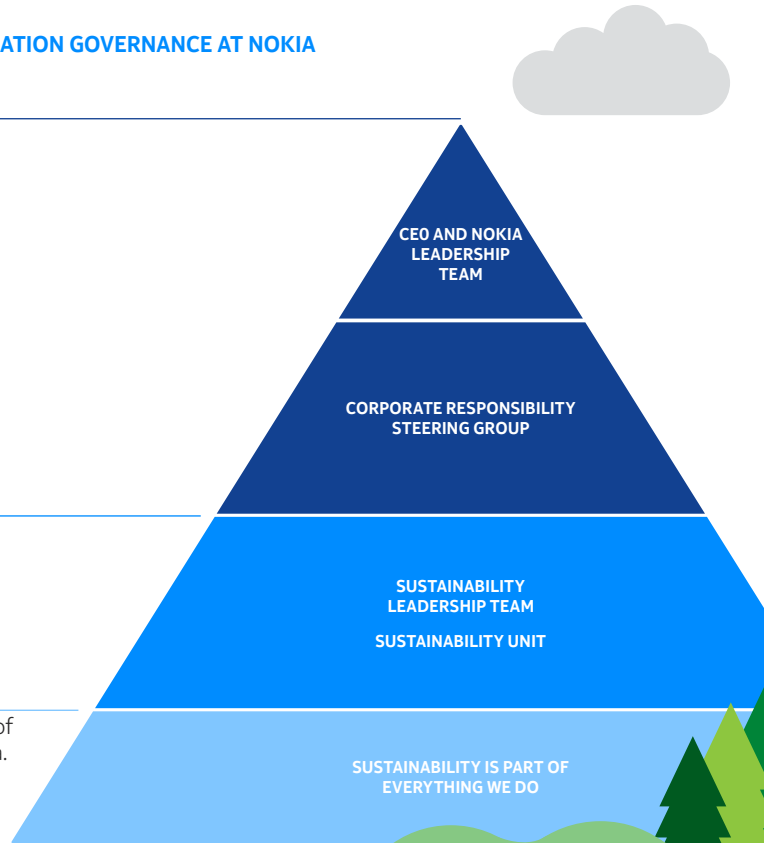 ATION GOVERNANCE AT NOKIA
CEO AND NOKIA
LEADERSHIP
TEAM
CORPORATE RESPONSIBILITY
STEERING GROUP
SUSTAINABILITY
LEADERSHIP TEAM
SUSTAINABILITY UNIT
of
SUSTAINABILITY IS PART OF
EVERYTHING WE DO